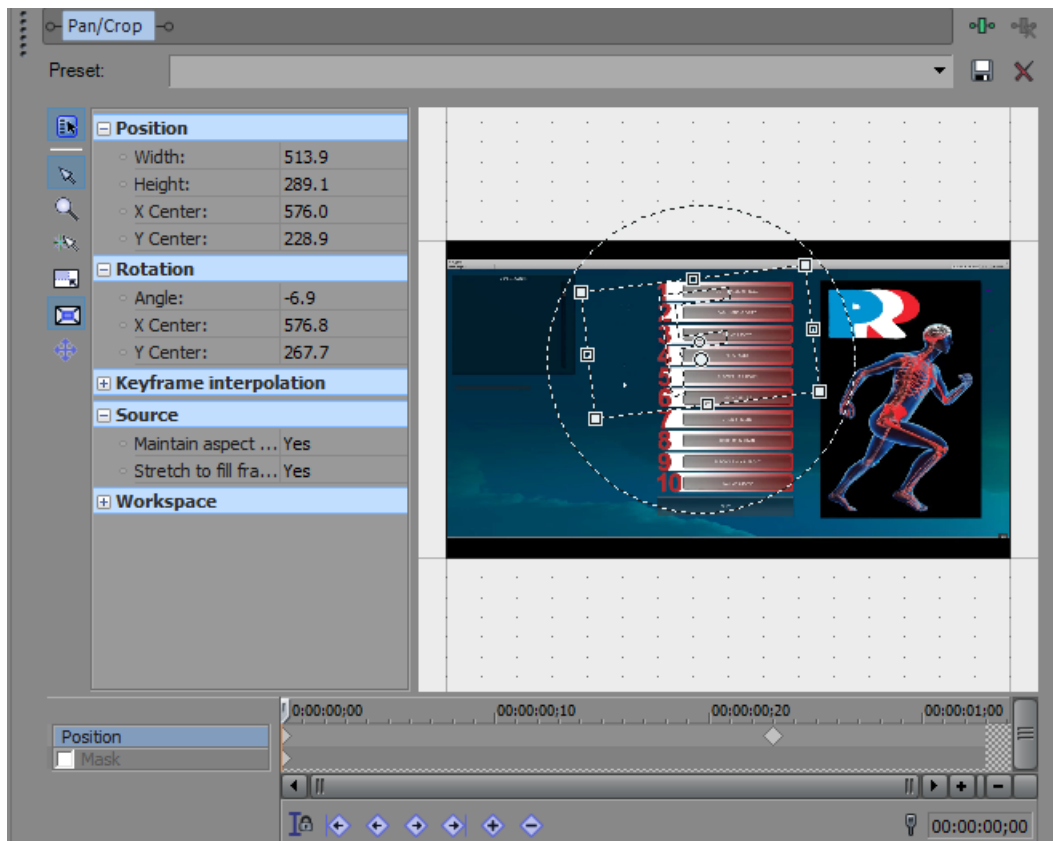 Pan/Crop
Preset:
Position
Width: 513.9
Height: 289.1
X Center: 576.0
Y Center: 228.9
Rotation
Angle: -6.9
X Center: 576.8
Y Center: 267.7
Keyframe interpolation
Source
Maintain aspect ... Yes
Stretch to fill fra... Yes
Workspace
1
2
3
4
5
6
7
8
9
10
PR
0:00:00;00 00:00:00;10 00:00:00;20 00:00:01;00
Position
Mask
00:00:00;00